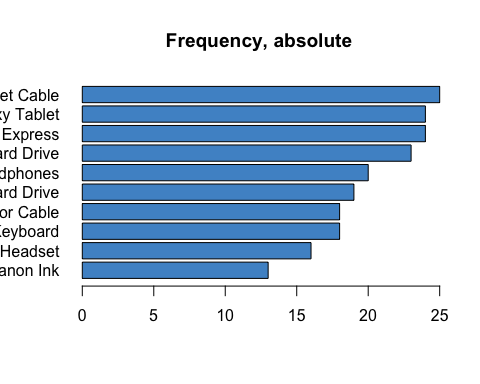 Frequency, absolute
et Cable
xy Tablet
Express
ard Drive
dphones
ard Drive
or Cable
Keyboard
Headset
anon Ink
0 5 10 15 20 25